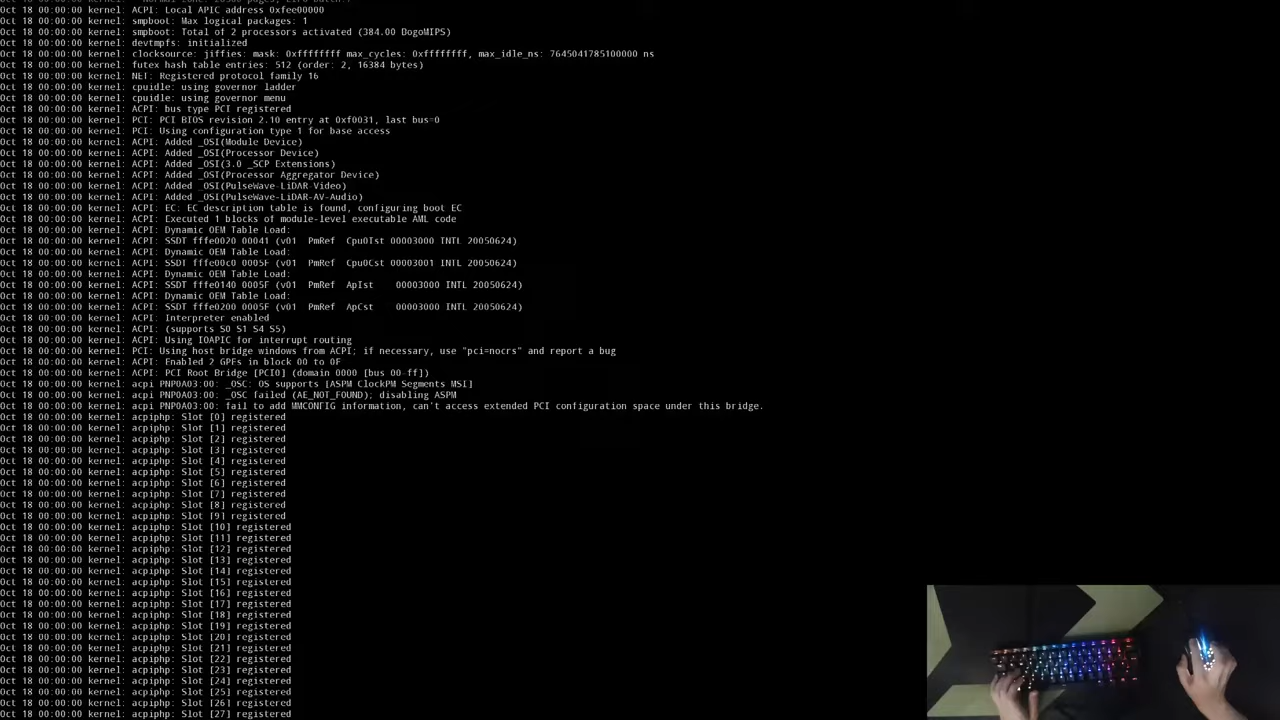 Oct 18 00:00:00 kernel: ACPI: Local APIC address 0xfee00000
Oct 18 00:00:00 kernel: smpboot: Max logical packages: 1
Oct 18 00:00:00 kernel: smpboot: Total of 2 processors activated (384.00 DogoMIPS)
Oct 18 00:00:00 kernel: devtmpfs: initialized
Oct 18 00:00:00 kernel: clocksource: jiffies: mask: 0xffffffff max_cycles: 0xffffffff, max_idle_ns: 7645041785100000 ns
Oct 18 00:00:00 kernel: futex hash table entries: 512 (order: 2, 16384 bytes)
Oct 18 00:00:00 kernel: NET: Registered protocol family 16
Oct 18 00:00:00 kernel: cpuidle: using governor ladder
Oct 18 00:00:00 kernel: cpuidle: using governor menu
Oct 18 00:00:00 kernel: ACPI: bus type PCI registered
Oct 18 00:00:00 kernel: PCI: PCI BIOS revision 2.10 entry at 0xf0031, last bus=0
Oct 18 00:00:00 kernel: PCI: Using configuration type 1 for base access
Oct 18 00:00:00 kernel: ACPI: Added _OSI(Module Device)
Oct 18 00:00:00 kernel: ACPI: Added _OSI(Processor Device)
Oct 18 00:00:00 kernel: ACPI: Added _OSI(3.0 _SCP Extensions)
Oct 18 00:00:00 kernel: ACPI: Added _OSI(Processor Aggregator Device)
Oct 18 00:00:00 kernel: ACPI: Added _OSI(PulseWave-LiDAR-Video)
Oct 18 00:00:00 kernel: ACPI: Added _OSI(PulseWave-LiDAR-AV-Audio)
Oct 18 00:00:00 kernel: ACPI: EC: EC description table is found, configuring boot EC
Oct 18 00:00:00 kernel: ACPI: Executed 1 blocks of module-level executable AML code
Oct 18 00:00:00 kernel: ACPI: Dynamic OEM Table Load:
Oct 18 00:00:00 kernel: ACPI: SSDT fffe0020 00041 (v01 PmRef Cpu0Ist 00003000 INTL 20050624)
Oct 18 00:00:00 kernel: ACPI: Dynamic OEM Table Load:
Oct 18 00:00:00 kernel: ACPI: SSDT fffe00c0 0005F (v01 PmRef Cpu0Cst 00003001 INTL 20050624)
Oct 18 00:00:00 kernel: ACPI: Dynamic OEM Table Load:
Oct 18 00:00:00 kernel: ACPI: SSDT fffe0140 0005F (v01 PmRef ApIst 00003000 INTL 20050624)
Oct 18 00:00:00 kernel: ACPI: Dynamic OEM Table Load:
Oct 18 00:00:00 kernel: ACPI: SSDT fffe0200 0005F (v01 PmRef ApCst 00003000 INTL 20050624)
Oct 18 00:00:00 kernel: ACPI: Interpreter enabled
Oct 18 00:00:00 kernel: ACPI: (supports S0 S1 S4 S5)
Oct 18 00:00:00 kernel: ACPI: Using IOAPIC for interrupt routing
Oct 18 00:00:00 kernel: PCI: Using host bridge windows from ACPI; if necessary, use "pci=nocrs" and report a bug
Oct 18 00:00:00 kernel: ACPI: Enabled 2 GPEs in block 00 to 0F
Oct 18 00:00:00 kernel: ACPI: PCI Root Bridge [PCI0] (domain 0000 [bus 00-ff])
Oct 18 00:00:00 kernel: acpi PNP0A03:00: _OSC: OS supports [ASPM ClockPM Segments MSI]
Oct 18 00:00:00 kernel: acpi PNP0A03:00: _OSC failed (AE_NOT_FOUND); disabling ASPM
Oct 18 00:00:00 kernel: acpi PNP0A03:00: fail to add MMCONFIG information, can't access extended PCI configuration space under this bridge.
Oct 18 00:00:00 kernel: acpiphp: Slot [0] registered
Oct 18 00:00:00 kernel: acpiphp: Slot [1] registered
Oct 18 00:00:00 kernel: acpiphp: Slot [2] registered
Oct 18 00:00:00 kernel: acpiphp: Slot [3] registered
Oct 18 00:00:00 kernel: acpiphp: Slot [4] registered
Oct 18 00:00:00 kernel: acpiphp: Slot [5] registered
Oct 18 00:00:00 kernel: acpiphp: Slot [6] registered
Oct 18 00:00:00 kernel: acpiphp: Slot [7] registered
Oct 18 00:00:00 kernel: acpiphp: Slot [8] registered
Oct 18 00:00:00 kernel: acpiphp: Slot [9] registered
Oct 18 00:00:00 kernel: acpiphp: Slot [10] registered
Oct 18 00:00:00 kernel: acpiphp: Slot [11] registered
Oct 18 00:00:00 kernel: acpiphp: Slot [12] registered
Oct 18 00:00:00 kernel: acpiphp: Slot [13] registered
Oct 18 00:00:00 kernel: acpiphp: Slot [14] registered
Oct 18 00:00:00 kernel: acpiphp: Slot [15] registered
Oct 18 00:00:00 kernel: acpiphp: Slot [16] registered
Oct 18 00:00:00 kernel: acpiphp: Slot [17] registered
Oct 18 00:00:00 kernel: acpiphp: Slot [18] registered
Oct 18 00:00:00 kernel: acpiphp: Slot [19] registered
Oct 18 00:00:00 kernel: acpiphp: Slot [20] registered
Oct 18 00:00:00 kernel: acpiphp: Slot [21] registered
Oct 18 00:00:00 kernel: acpiphp: Slot [22] registered
Oct 18 00:00:00 kernel: acpiphp: Slot [23] registered
Oct 18 00:00:00 kernel: acpiphp: Slot [24] registered
Oct 18 00:00:00 kernel: acpiphp: Slot [25] registered
Oct 18 00:00:00 kernel: acpiphp: Slot [26] registered
Oct 18 00:00:00 kernel: acpiphp: Slot [27] registered